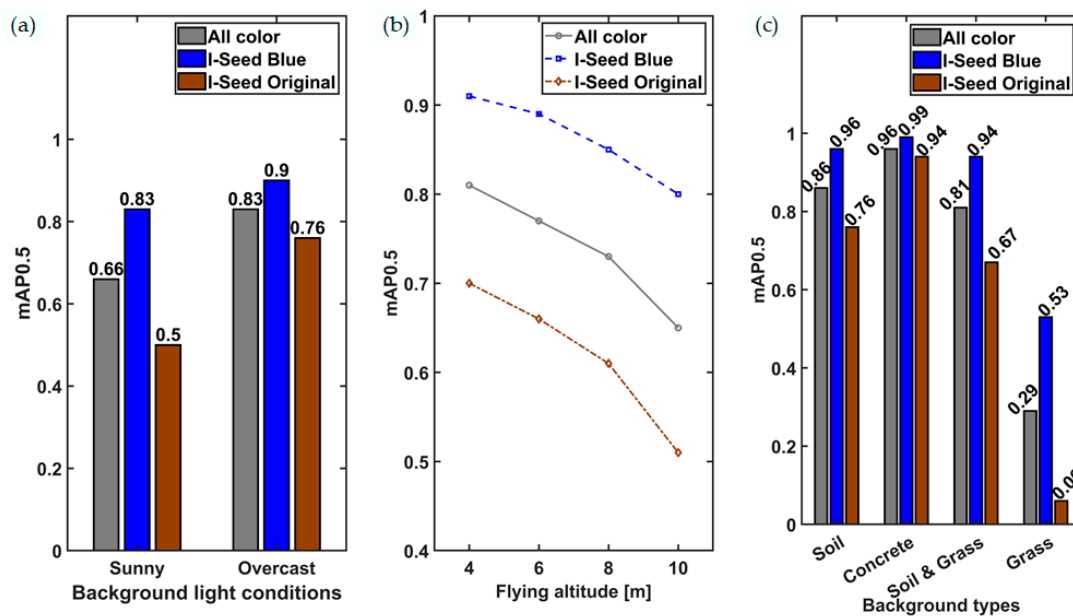 (a)
All color
I-Seed Blue
I-Seed Original
1
0.8
0.6
0.4
0.2
0
mAP0.5
0.66
0.83
0.5
0.83
0.9
0.76
Sunny
Overcast
Background light conditions
(b)
All color
I-Seed Blue
I-Seed Original
1
0.9
0.8
0.7
0.6
0.5
0.4
mAP0.5
4
6
8
10
Flying altitude [m]
(c)
All color
I-Seed Blue
I-Seed Original
1
0.8
0.6
0.4
0.2
0
mAP0.5
0.86
0.96
0.76
0.96
0.99
0.94
0.81
0.94
0.67
0.29
0.53
Soil
Concrete
Soil & Grass
Grass
Background types